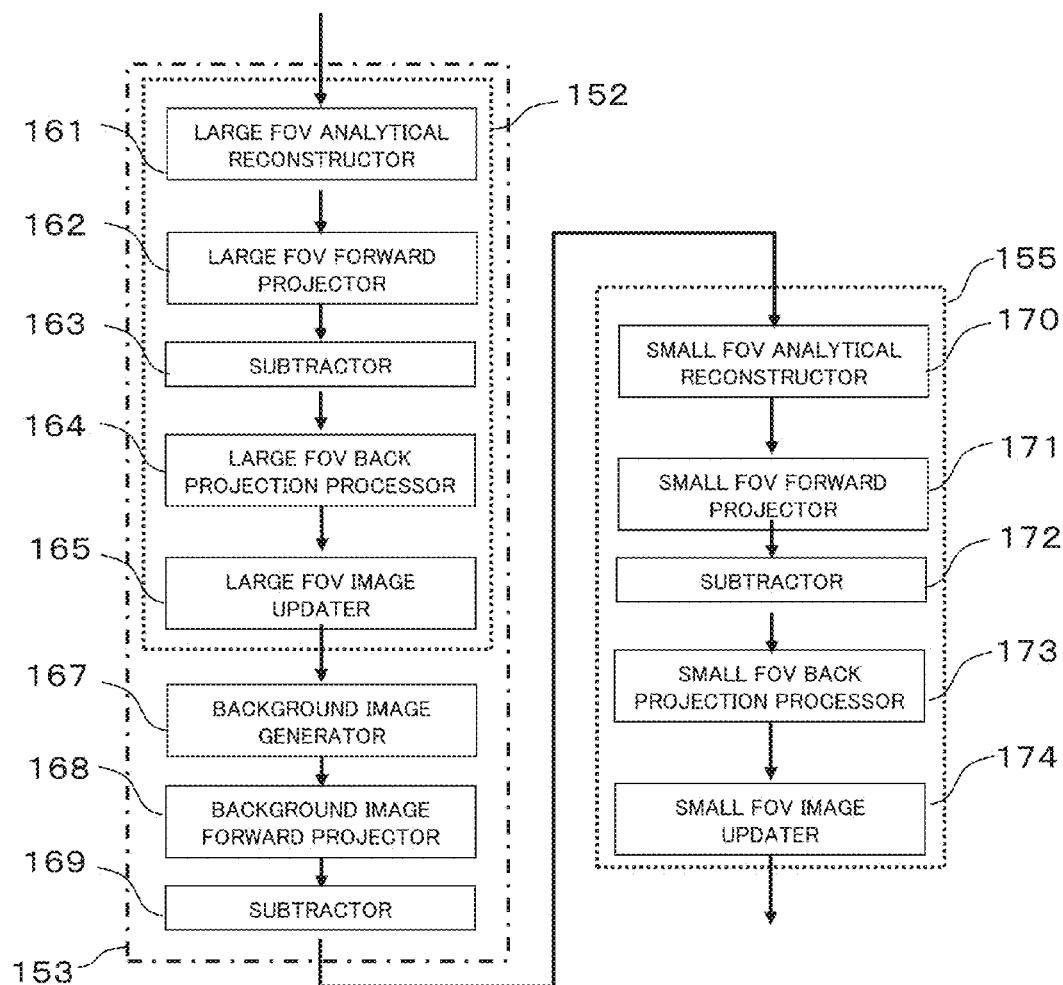 152
161
LARGE FOV ANALYTICAL
RECONSTRUCTOR
162
LARGE FOV FORWARD
PROJECTOR
163
SUBTRACTOR
164
LARGE FOV BACK
PROJECTION PROCESSOR
165
LARGE FOV IMAGE
UPDATER
167
BACKGROUND IMAGE
GENERATOR
168
BACKGROUND IMAGE
FORWARD PROJECTOR
169
SUBTRACTOR
153
155
170
SMALL FOV ANALYTICAL
RECONSTRUCTOR
171
SMALL FOV FORWARD
PROJECTOR
172
SUBTRACTOR
173
SMALL FOV BACK
PROJECTION PROCESSOR
174
SMALL FOV IMAGE
UPDATER